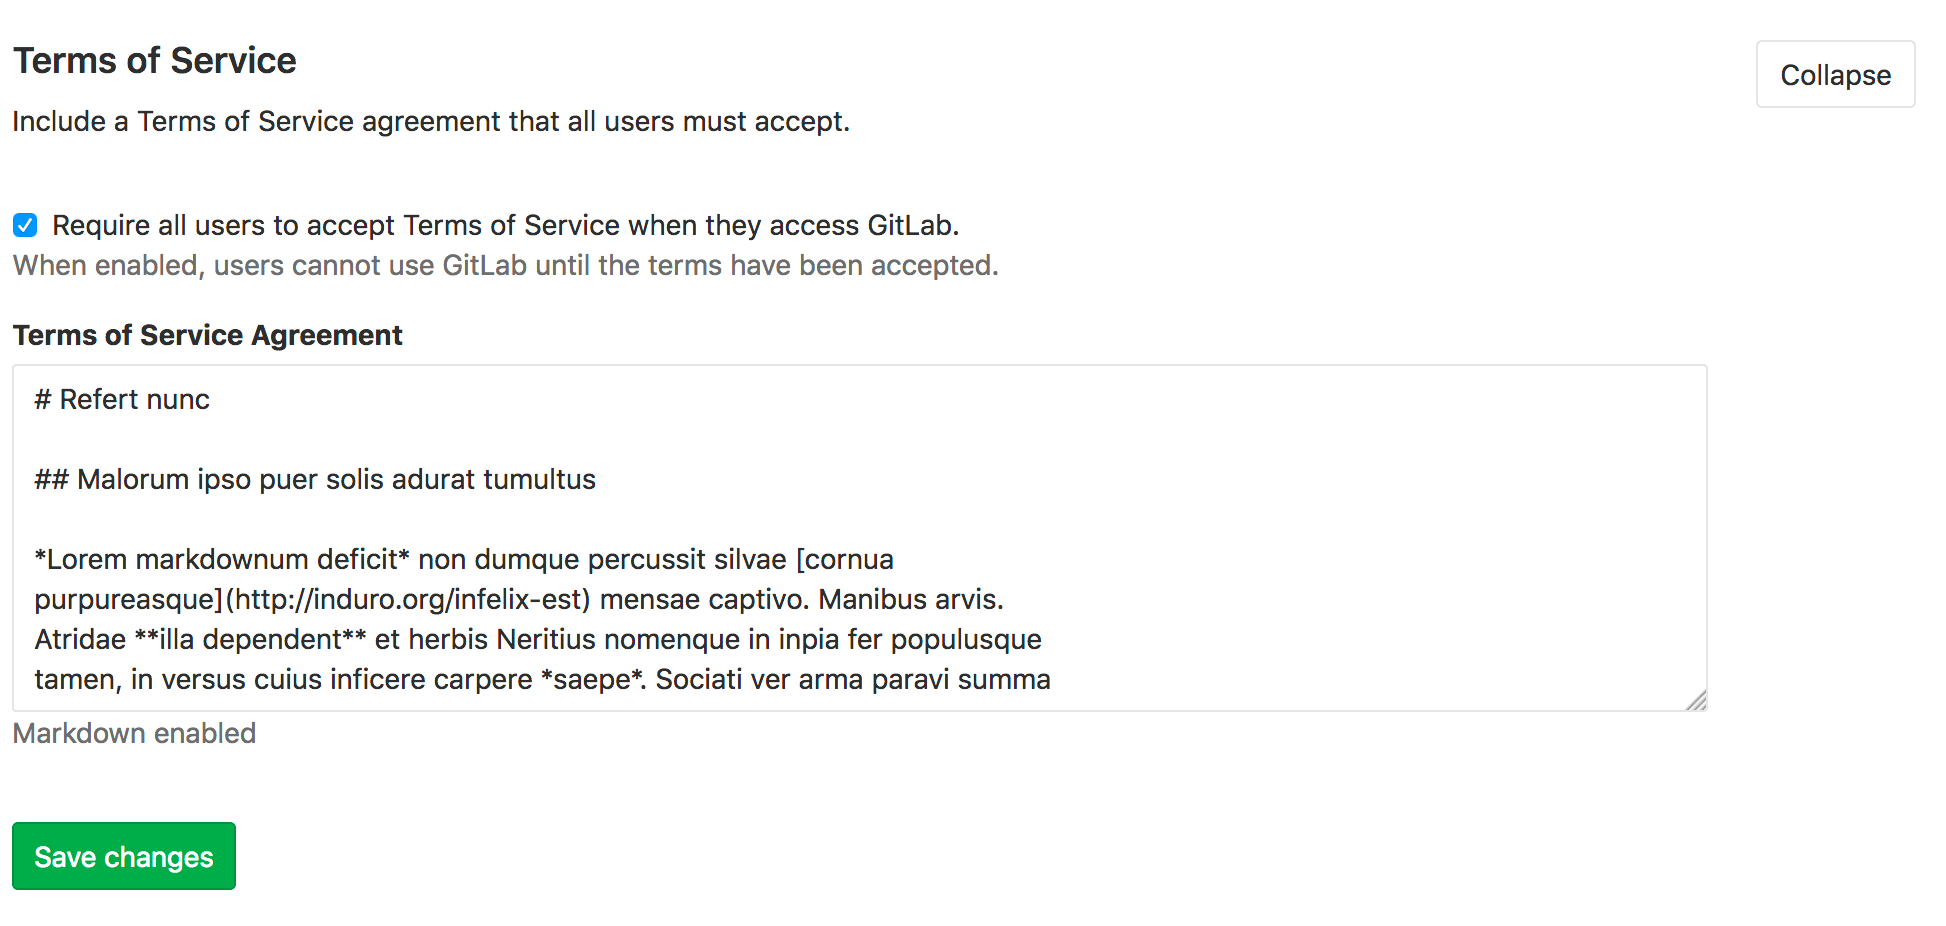 Terms of Service
Collapse
Include a Terms of Service agreement that all users must accept.
Require all users to accept Terms of Service when they access GitLab.
When enabled, users cannot use GitLab until the terms have been accepted.
Terms of Service Agreement
# Refert nunc
## Malorum ipso puer solis adurat tumultus
*Lorem markdownum deficit* non dumque percussit silvae [cornua
purpureasque](http://induro.org/infelix-est) mensae captivo. Manibus arvis.
Atridae **illa dependent** et herbis Neritius nomenque in inpia fer populusque
tamen, in versus cuius inficere carpere *saepe*. Sociati ver arma paravi summa
Markdown enabled
Save changes